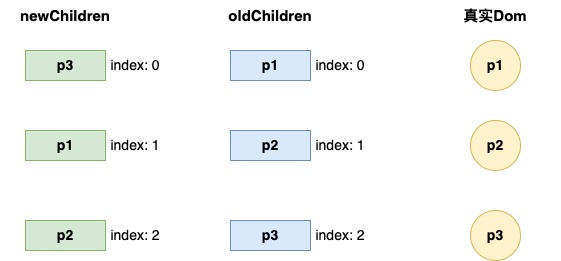 newChildren oldChildren 真实Dom
p3 index: 0 p1 index: 0 p1
p1 index: 1 p2 index: 1 p2
p2 index: 2 p3 index: 2 p3